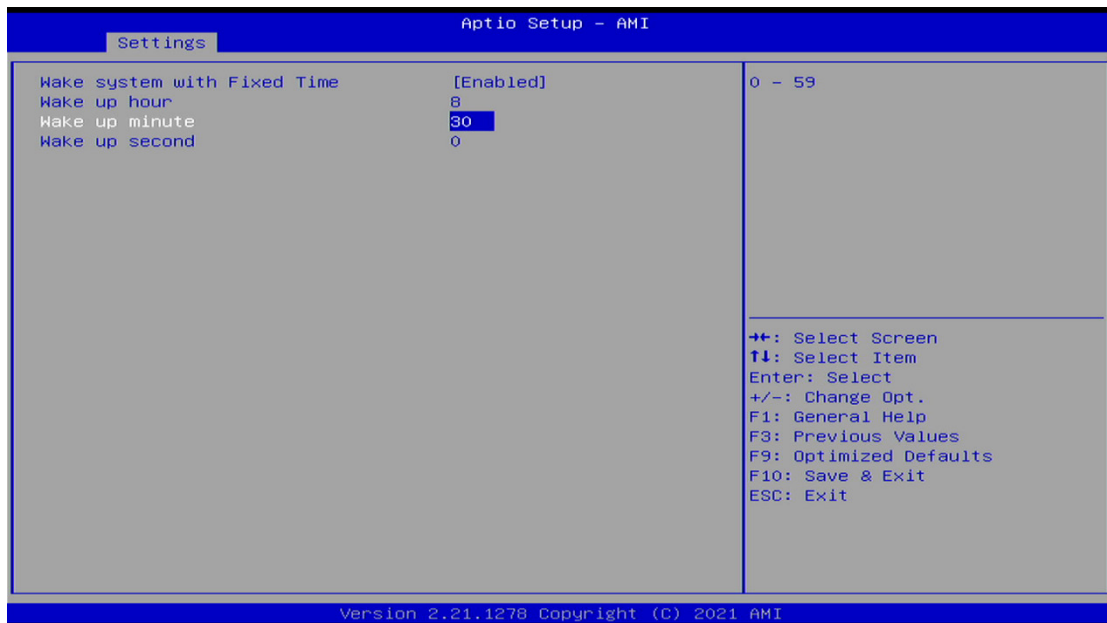 Aptio Setup – AMI
Settings
Wake system with Fixed Time [Enabled]
Wake up hour 8
Wake up minute 30
Wake up second 0
0 – 59
→←: Select Screen
↑↓: Select Item
Enter: Select
+/-: Change Opt.
F1: General Help
F3: Previous Values
F9: Optimized Defaults
F10: Save & Exit
ESC: Exit
Version 2.21.1278 Copyright (C) 2021 AMI